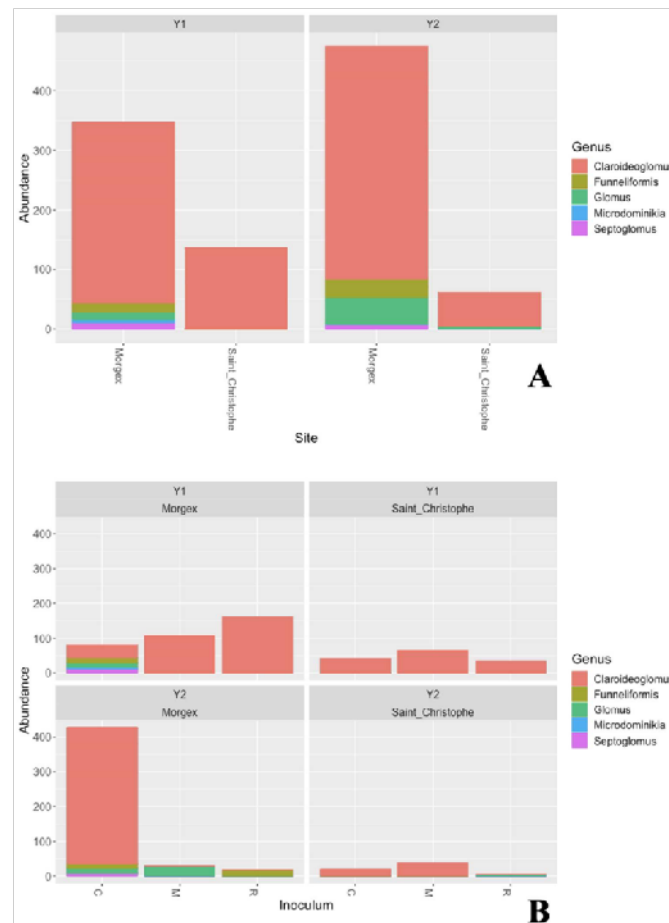 Y1
Y2
400
300
200
100
0
Abundance
Morgex
Saint_Christophe
Morgex
Saint_Christophe
Site
Genus
Claroideoglomu
Funneliformis
Glomus
Microdominikia
Septoglomus
A
Y1
Morgex
Y1
Saint_Christophe
400
300
200
100
0
Y2
Morgex
Y2
Saint_Christophe
400
300
200
100
0
Abundance
C
M
R
C
M
R
Inoculum
Genus
Claroideoglomu
Funneliformis
Glomus
Microdominikia
Septoglomus
B